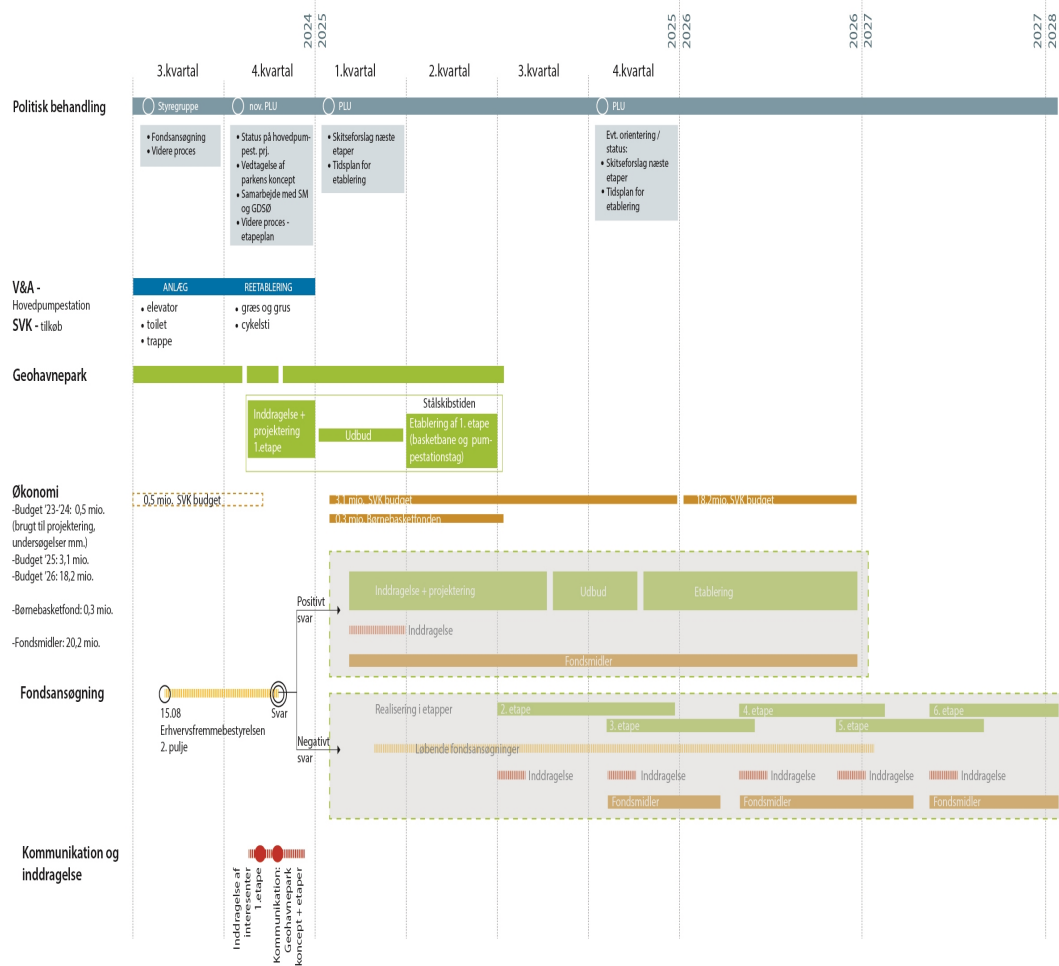 2024
2025
2025
2026
2026
2027
2027
2028
3.kvartal
4.kvartal
1.kvartal
2.kvartal
3.kvartal
4.kvartal
Politisk behandling
Styregruppe
nov. PLU
PLU
PLU
• Fondsansøgning
• Videre proces
• Status på hovedpum-
pest. prj.
• Vedtagelse af
parkens koncept
• Samarbejde med SM
og GDSØ
• Videre proces -
etapeplan
• Skitseforslag næste
etaper
• Tidsplan for
etablering
Evt. orientering /
status:
• Skitseforslag næste
etaper
• Tidsplan for
etablering
V&A -
Hovedpumpestation
SVK - tilkøb
ANLÆG
REETABLERING
• elevator
• toilet
• trappe
• græs og grus
• cykelsti
Geohavnepark
Inddragelse +
projektering
1.etape
Udbud
Stålskibstiden
Etablering af 1. etape
(basketbane og pum-
pestationstag)
Økonomi
-Budget '23-'24: 0,5 mio.
(brugt til projektering,
undersøgelser mm.)
-Budget '25: 3,1 mio.
-Budget '26: 18,2 mio.
-Børnebasketfond: 0,3 mio.
-Fondsmidler: 20,2 mio.
0,5 mio. SVK budget
3,1 mio. SVK budget
18,2mio. SVK budget
0,3 mio. Børnebasketfonden
Inddragelse + projektering
Udbud
Etablering
Positivt
svar
Inddragelse
Fondsmidler
Fondsansøgning
15.08
Erhvervsfremmebestyrelsen
2. pulje
Svar
Negativt
svar
Realisering i etapper
2. etape
3. etape
4. etape
5. etape
6. etape
Løbende fondsansøgninger
Inddragelse
Inddragelse
Inddragelse
Inddragelse
Inddragelse
Fondsmidler
Fondsmidler
Fondsmidler
Kommunikation og
inddragelse
Inddragelse af
interesenter
1.etape
Kommunikation:
Geohavnepark
koncept + etaper